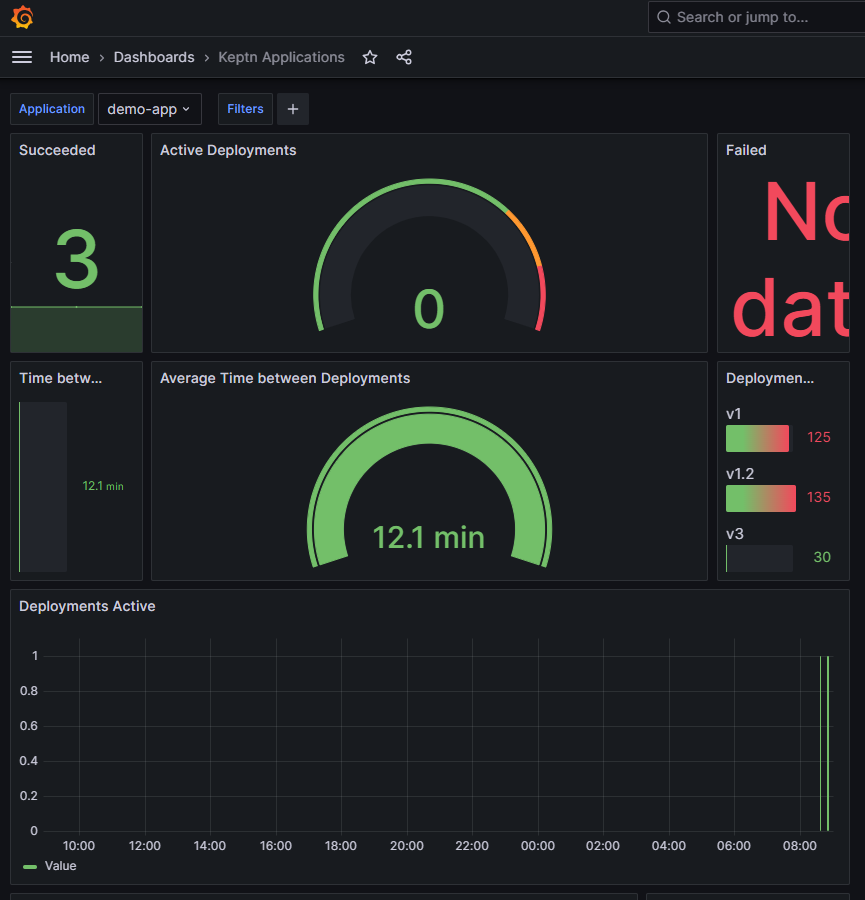 Search or jump to...
Home › Dashboards › Keptn Applications
Application demo-app Filters +
Succeeded
3
Active Deployments
0
Failed
No
dat
Time betw...
12.1 min
Average Time between Deployments
12.1 min
Deploymen...
v1
125
v1.2
135
v3
30
Deployments Active
1
0.8
0.6
0.4
0.2
0
10:00 12:00 14:00 16:00 18:00 20:00 22:00 00:00 02:00 04:00 06:00 08:00
Value